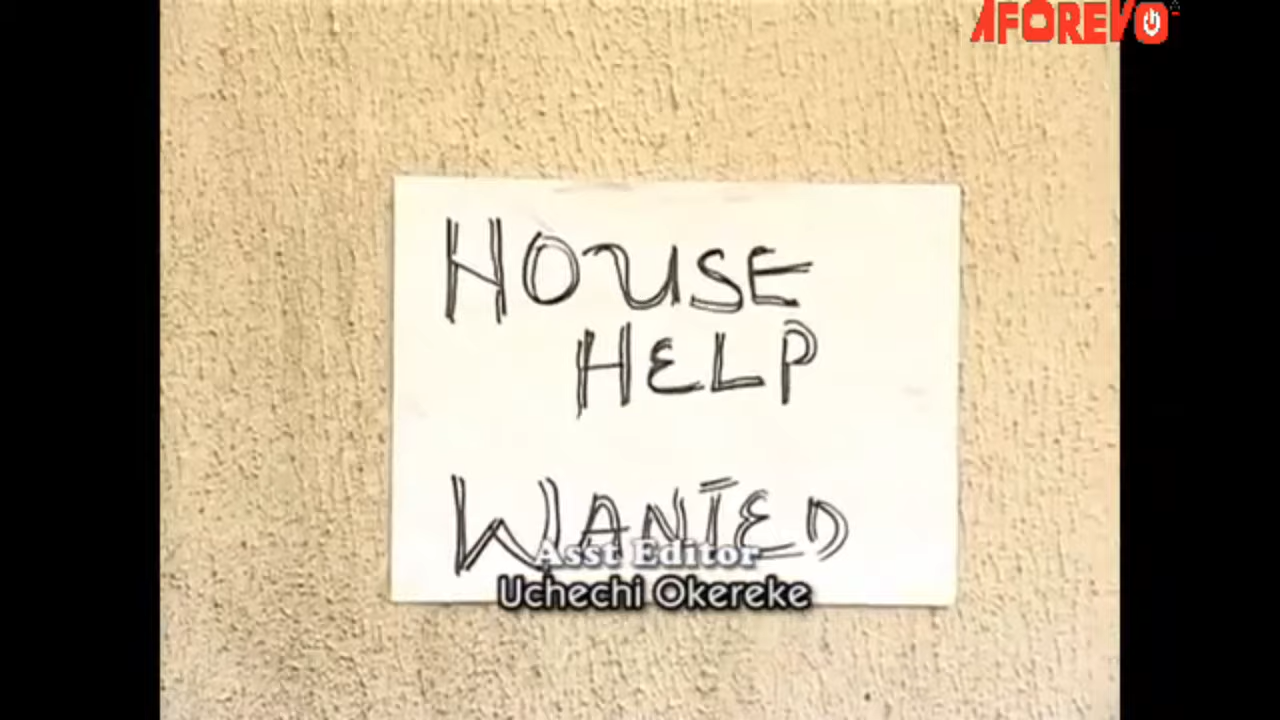 AFOREVO
HOUSE
HELP
WANTED
Asst Editor
Uchechi Okereke